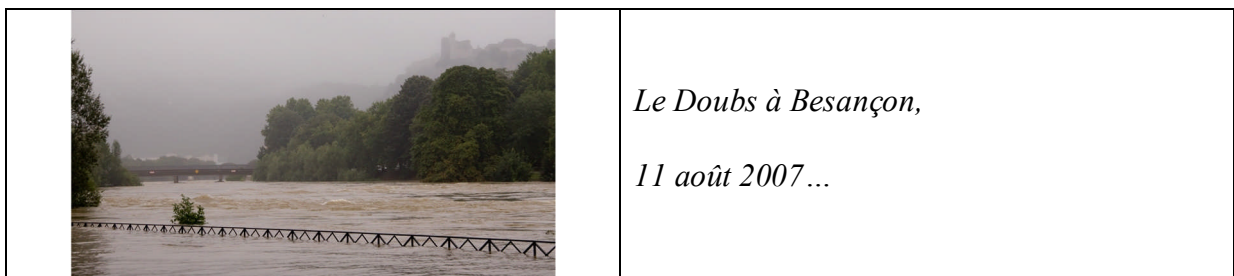 Le Doubs à Besançon,
11 août 2007…